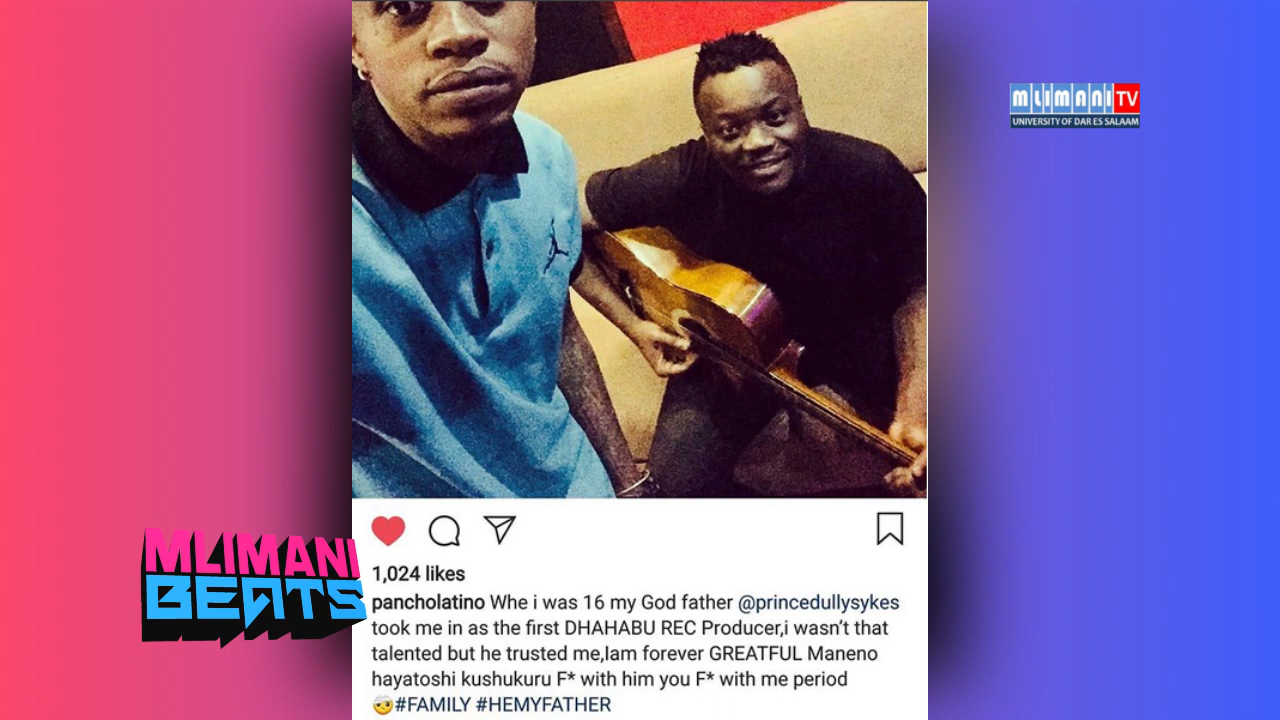 MLIMANI TV
UNIVERSITY OF DAR ES SALAAM
MLIMANI
BEATS
1,024 likes
pancholatino Whe i was 16 my God father @princedullysykes
took me in as the first DHAHABU REC Producer,i wasn't that
talented but he trusted me,Iam forever GREATFUL Maneno
hayatoshi kushukuru F* with him you F* with me period
🤕#FAMILY #HEMYFATHER